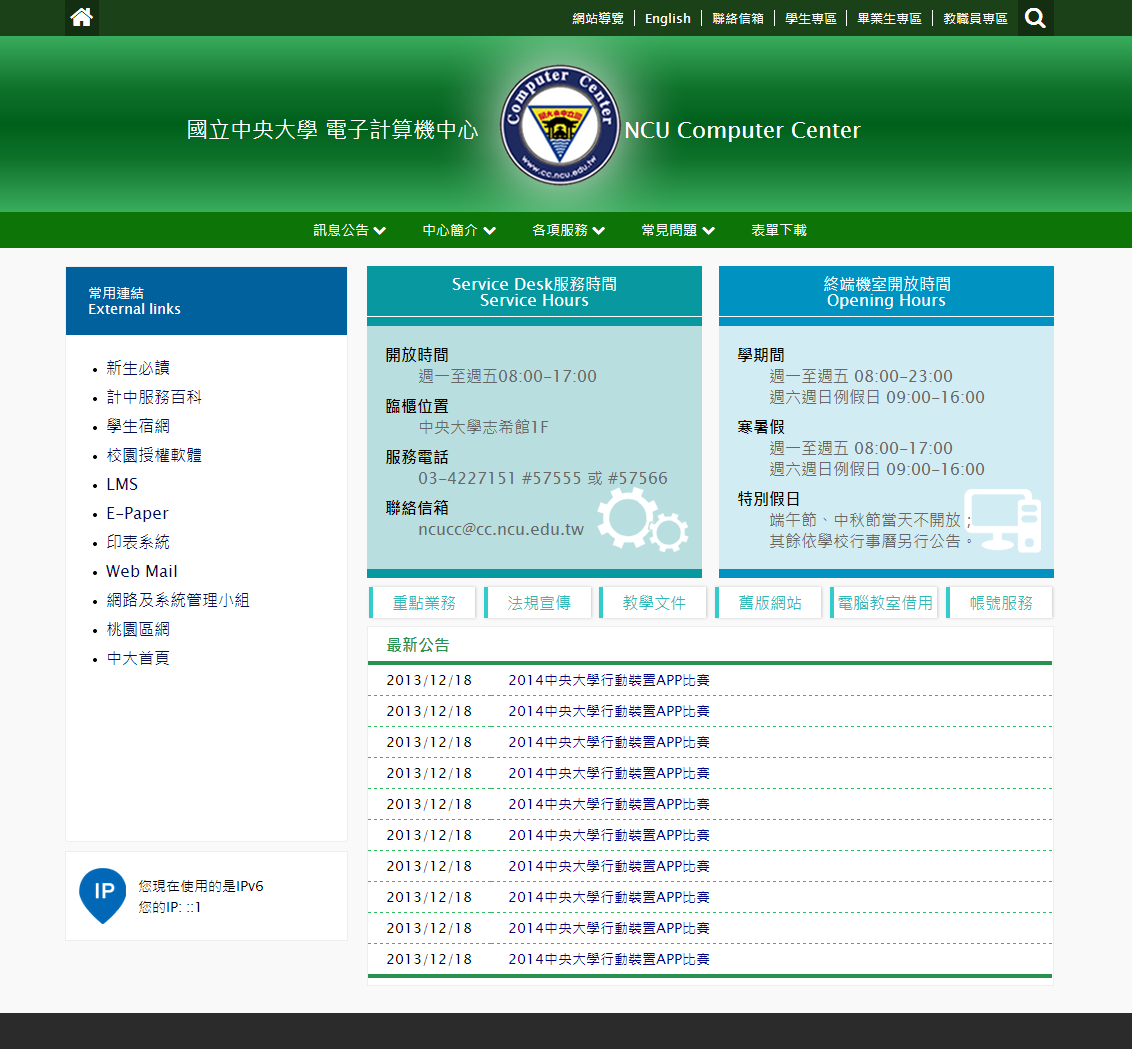 網站導覽 English 聯絡信箱 學生專區 畢業生專區 教職員專區
國立中央大學 電子計算機中心
Computer Center
國立中央大學
www.cc.ncu.edu.tw
NCU Computer Center
訊息公告 中心簡介 各項服務 常見問題 表單下載
常用連結
External links
新生必讀
計中服務百科
學生宿網
校園授權軟體
LMS
E-Paper
印表系統
Web Mail
網路及系統管理小組
桃園區網
中大首頁
IP
您現在使用的是IPv6
您的IP: ::1
Service Desk服務時間
Service Hours
開放時間
週一至週五08:00-17:00
臨櫃位置
中央大學志希館1F
服務電話
03-4227151 #57555 或 #57566
聯絡信箱
ncucc@cc.ncu.edu.tw
終端機室開放時間
Opening Hours
學期間
週一至週五 08:00-23:00
週六週日例假日 09:00-16:00
寒暑假
週一至週五 08:00-17:00
週六週日例假日 09:00-16:00
特別假日
端午節、中秋節當天不開放；
其餘依學校行事曆另行公告。
重點業務 法規宣傳 教學文件 舊版網站 電腦教室借用 帳號服務
最新公告
2013/12/18 2014中央大學行動裝置APP比賽
2013/12/18 2014中央大學行動裝置APP比賽
2013/12/18 2014中央大學行動裝置APP比賽
2013/12/18 2014中央大學行動裝置APP比賽
2013/12/18 2014中央大學行動裝置APP比賽
2013/12/18 2014中央大學行動裝置APP比賽
2013/12/18 2014中央大學行動裝置APP比賽
2013/12/18 2014中央大學行動裝置APP比賽
2013/12/18 2014中央大學行動裝置APP比賽
2013/12/18 2014中央大學行動裝置APP比賽